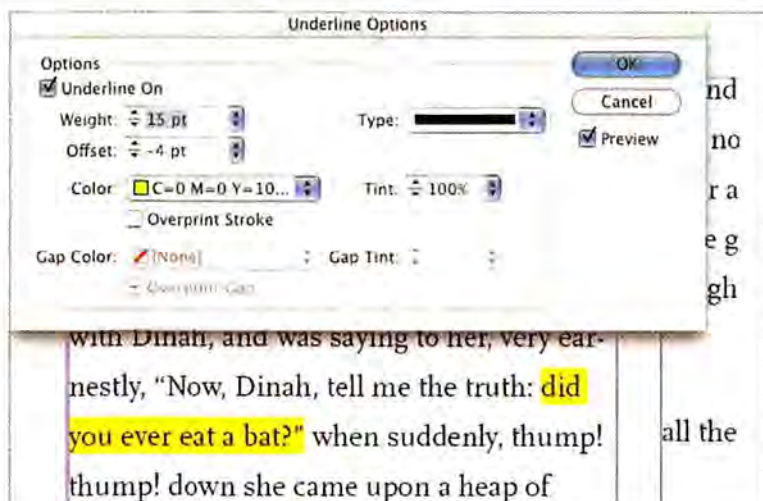 Underline Options
Options
Underline On
Weight: 15 pt
Type:
Offset: -4 pt
Color: C=0 M=0 Y=10...
Tint: 100%
Overprint Stroke
Gap Color: [None]
Gap Tint:
Overprint Gap
OK
Cancel
Preview
nd
no
r a
e g
gh
with Dinah, and was saying to her, very ear-
nestly, “Now, Dinah, tell me the truth: did
you ever eat a bat?” when suddenly, thump!
thump! down she came upon a heap of
all the